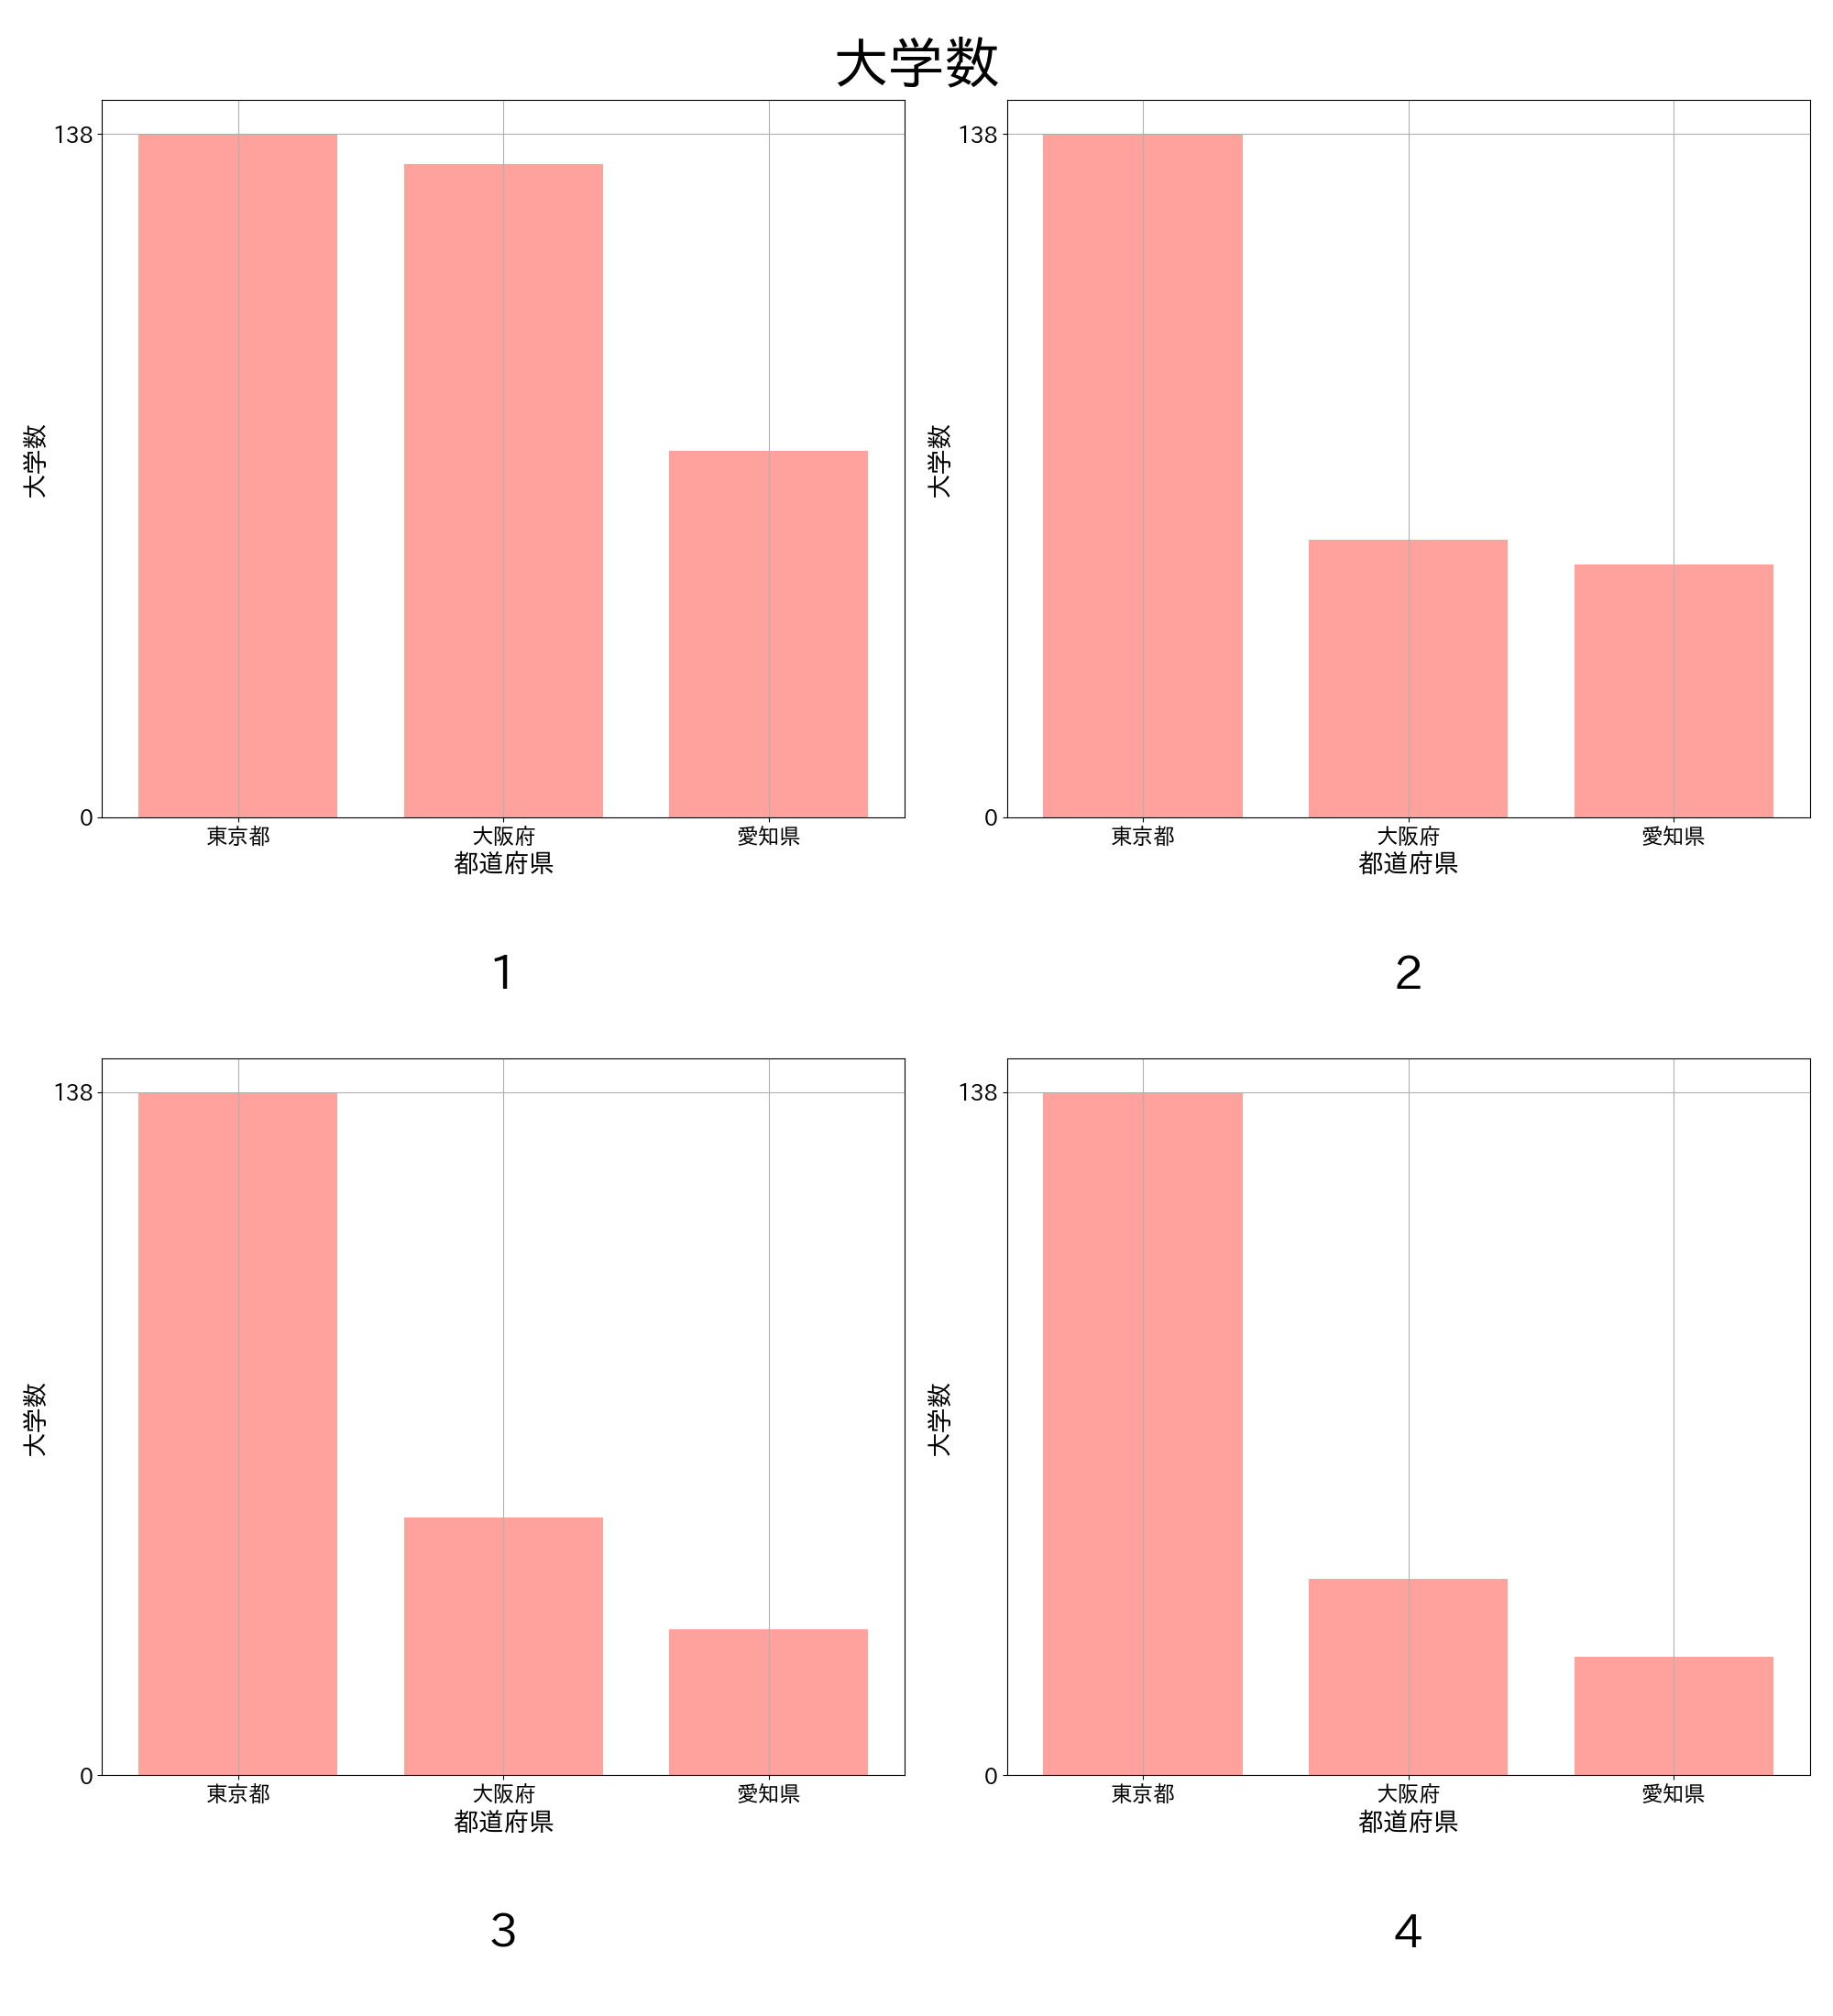 大学数
138
0
大学数
東京都 大阪府 愛知県
都道府県
1
138
0
大学数
東京都 大阪府 愛知県
都道府県
2
138
0
大学数
東京都 大阪府 愛知県
都道府県
3
138
0
大学数
東京都 大阪府 愛知県
都道府県
4